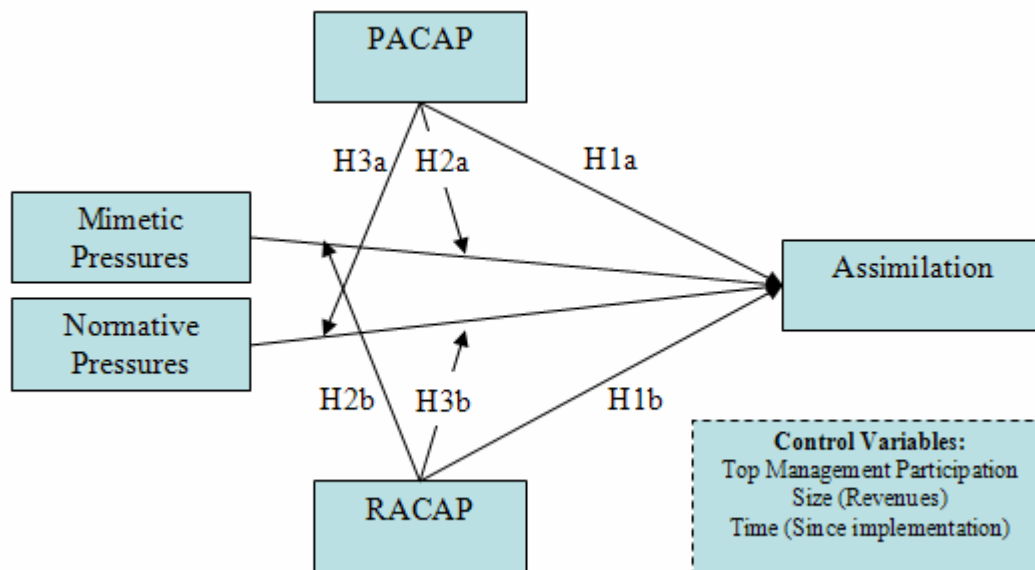 PACAP
H3a
H2a
H1a
Mimetic
Pressures
Assimilation
Normative
Pressures
H2b
H3b
H1b
RACAP
Control Variables:
Top Management Participation
Size (Revenues)
Time (Since implementation)